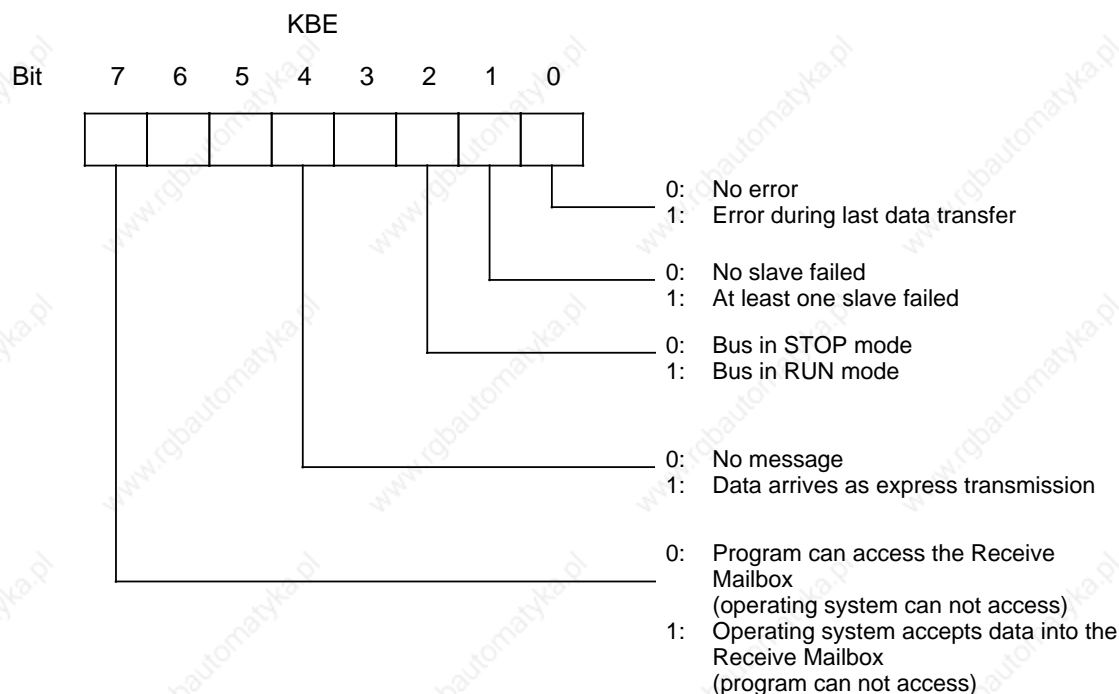 KBE
Bit 7 6 5 4 3 2 1 0
0: No error
1: Error during last data transfer
0: No slave failed
1: At least one slave failed
0: Bus in STOP mode
1: Bus in RUN mode
0: No message
1: Data arrives as express transmission
0: Program can access the Receive
Mailbox
(operating system can not access)
1: Operating system accepts data into the
Receive Mailbox
(program can not access)
www.rgbautomatyka.pl